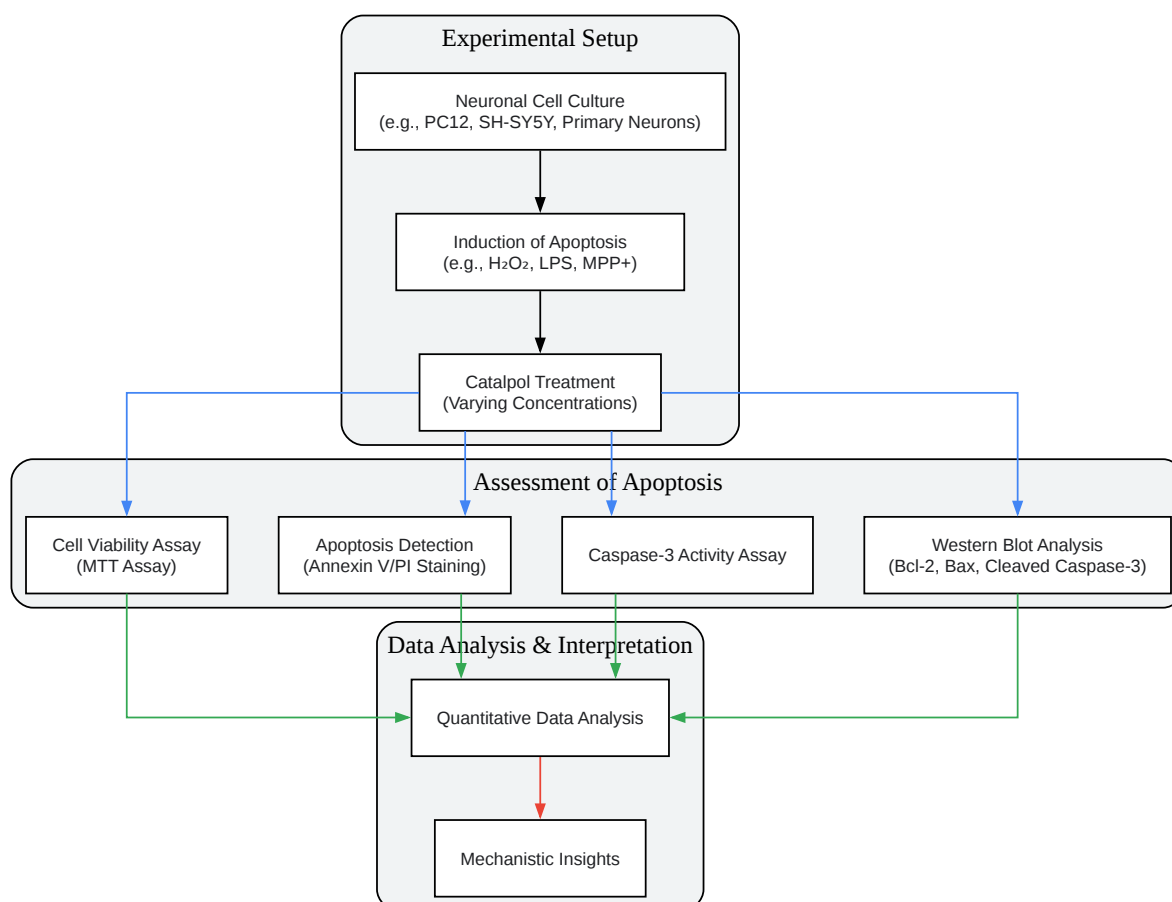 Experimental Setup
Neuronal Cell Culture
(e.g., PC12, SH-SY5Y, Primary Neurons)
Induction of Apoptosis
(e.g., H₂O₂, LPS, MPP+)
Catalpol Treatment
(Varying Concentrations)
Assessment of Apoptosis
Cell Viability Assay
(MTT Assay)
Apoptosis Detection
(Annexin V/PI Staining)
Caspase-3 Activity Assay
Western Blot Analysis
(Bcl-2, Bax, Cleaved Caspase-3)
Data Analysis & Interpretation
Quantitative Data Analysis
Mechanistic Insights